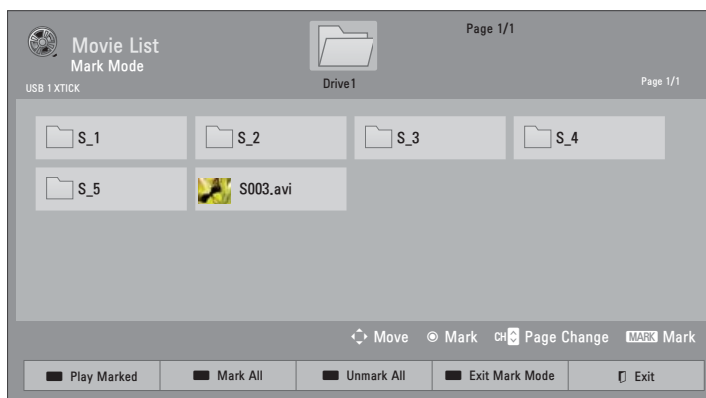 Page 1/1
Movie List
Mark Mode
USB 1 XTICK
Drive1
Page 1/1
S_1
S_2
S_3
S_4
S_5
S003.avi
Move
Mark
CH Page Change
MARK Mark
Play Marked
Mark All
Unmark All
Exit Mark Mode
Exit